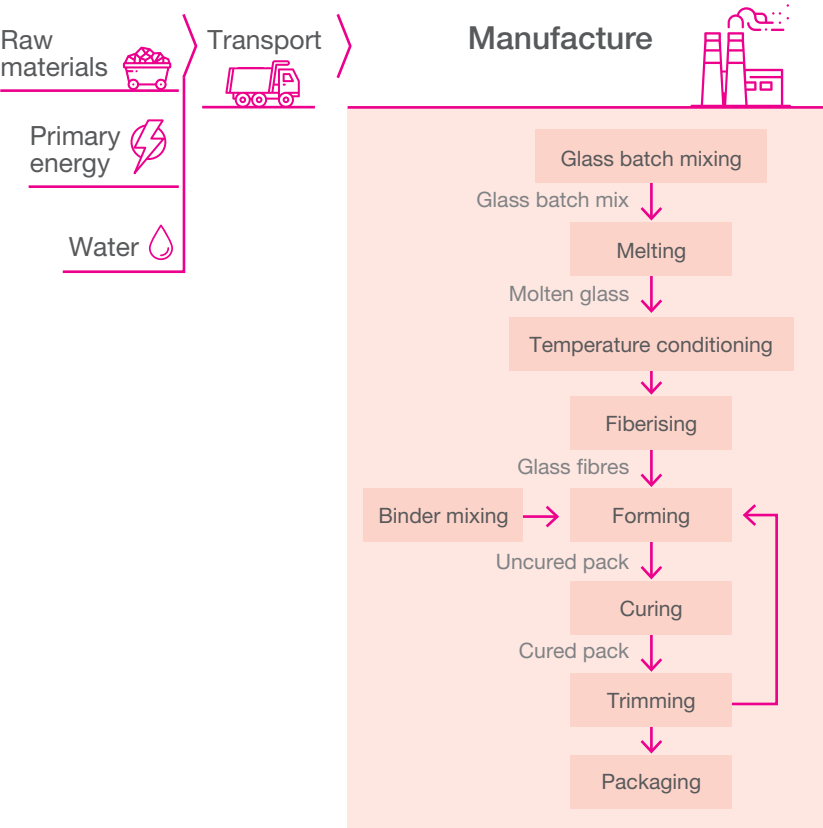 Raw
materials
Transport
Manufacture
Primary
energy
Water
Glass batch mixing
Glass batch mix
Melting
Molten glass
Temperature conditioning
Fiberising
Glass fibres
Binder mixing
Forming
Uncured pack
Curing
Cured pack
Trimming
Packaging